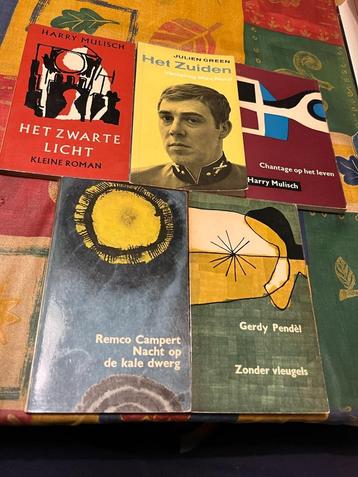 HARRY MULISCH
HET ZWARTE
LICHT
KLEINE ROMAN
JULIEN GREEN
Het Zuiden
Chantage op het leven
Harry Mulisch
Remco Campert
Nacht op
de kale dwerg
Gerdy Pendèl
Zonder vleugels